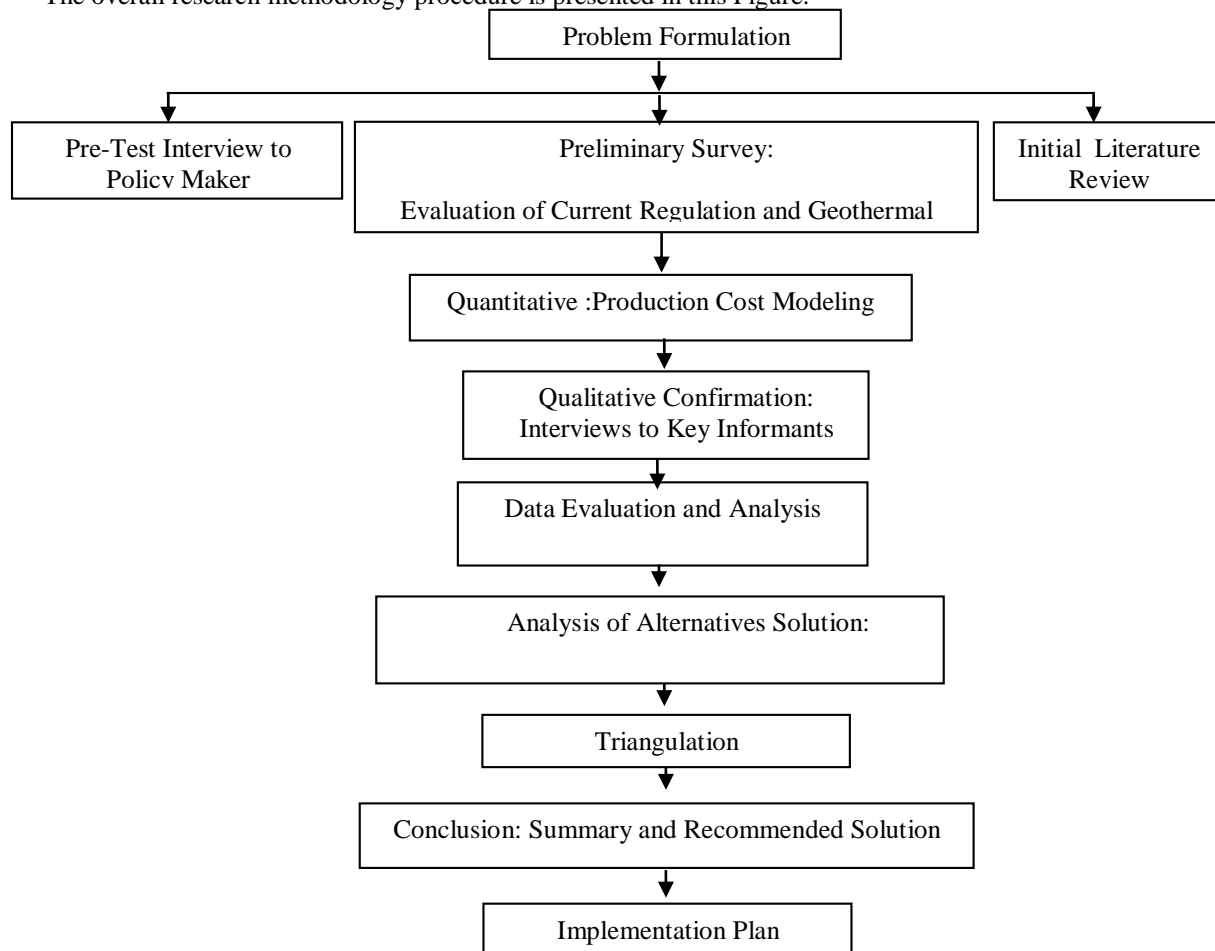 The overall research methodology procedure is presented in this Figure.
Problem Formulation
Pre-Test Interview to
Policy Maker
Preliminary Survey:
Evaluation of Current Regulation and Geothermal
Initial Literature
Review
Quantitative :Production Cost Modeling
Qualitative Confirmation:
Interviews to Key Informants
Data Evaluation and Analysis
Analysis of Alternatives Solution:
Triangulation
Conclusion: Summary and Recommended Solution
Implementation Plan